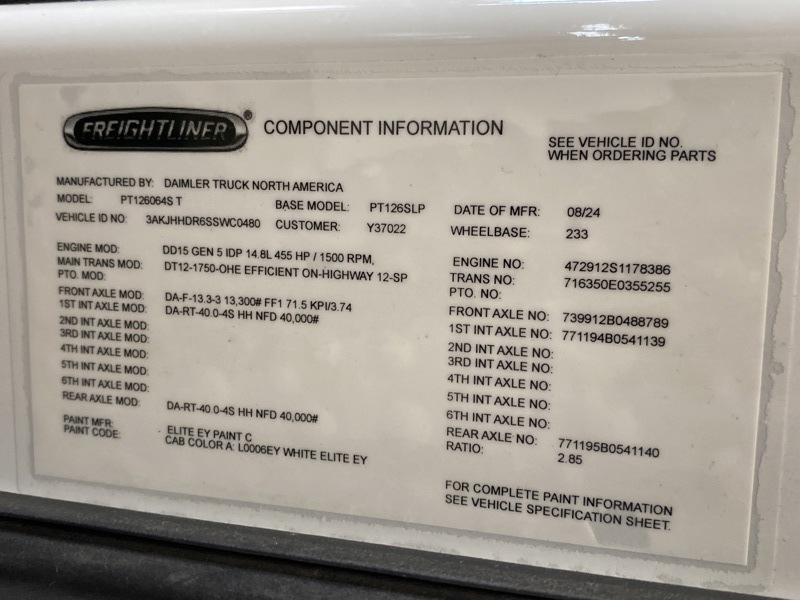 FREIGHTLINER® COMPONENT INFORMATION
SEE VEHICLE ID NO.
WHEN ORDERING PARTS
MANUFACTURED BY: DAIMLER TRUCK NORTH AMERICA
MODEL: PT126064S T BASE MODEL: PT126SLP DATE OF MFR: 08/24
VEHICLE ID NO: 3AKJHHDR6SSWC0480 CUSTOMER: Y37022 WHEELBASE: 233
ENGINE MOD: DD15 GEN 5 IDP 14.8L 455 HP / 1500 RPM, ENGINE NO: 472912S1178386
MAIN TRANS MOD: DT12-1750-OHE EFFICIENT ON-HIGHWAY 12-SP TRANS NO: 716350E0355255
PTO. MOD: PTO. NO:
FRONT AXLE MOD: DA-F-13.3-3 13,300# FF1 71.5 KPI/3.74 FRONT AXLE NO: 739912B0488789
1ST INT AXLE MOD: DA-RT-40.0-4S HH NFD 40,000# 1ST INT AXLE NO: 771194B0541139
2ND INT AXLE MOD: 2ND INT AXLE NO:
3RD INT AXLE MOD: 3RD INT AXLE NO:
4TH INT AXLE MOD: 4TH INT AXLE NO:
5TH INT AXLE MOD: 5TH INT AXLE NO:
6TH INT AXLE MOD: 6TH INT AXLE NO:
REAR AXLE MOD: DA-RT-40.0-4S HH NFD 40,000# REAR AXLE NO: 771195B0541140
RATIO: 2.85
PAINT MFR: ELITE EY PAINT C
PAINT CODE: CAB COLOR A: L0006EY WHITE ELITE EY
FOR COMPLETE PAINT INFORMATION
SEE VEHICLE SPECIFICATION SHEET.